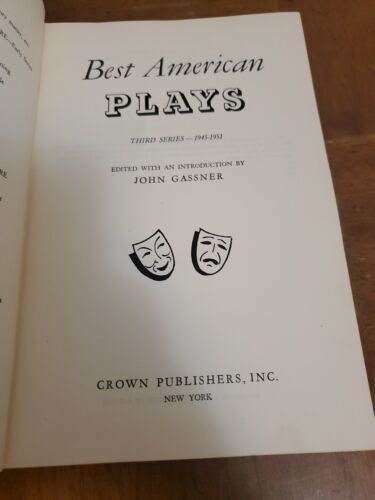 Best American
PLAYS
THIRD SERIES—1945-1951
EDITED WITH AN INTRODUCTION BY
JOHN GASSNER
CROWN PUBLISHERS, INC.
NEW YORK